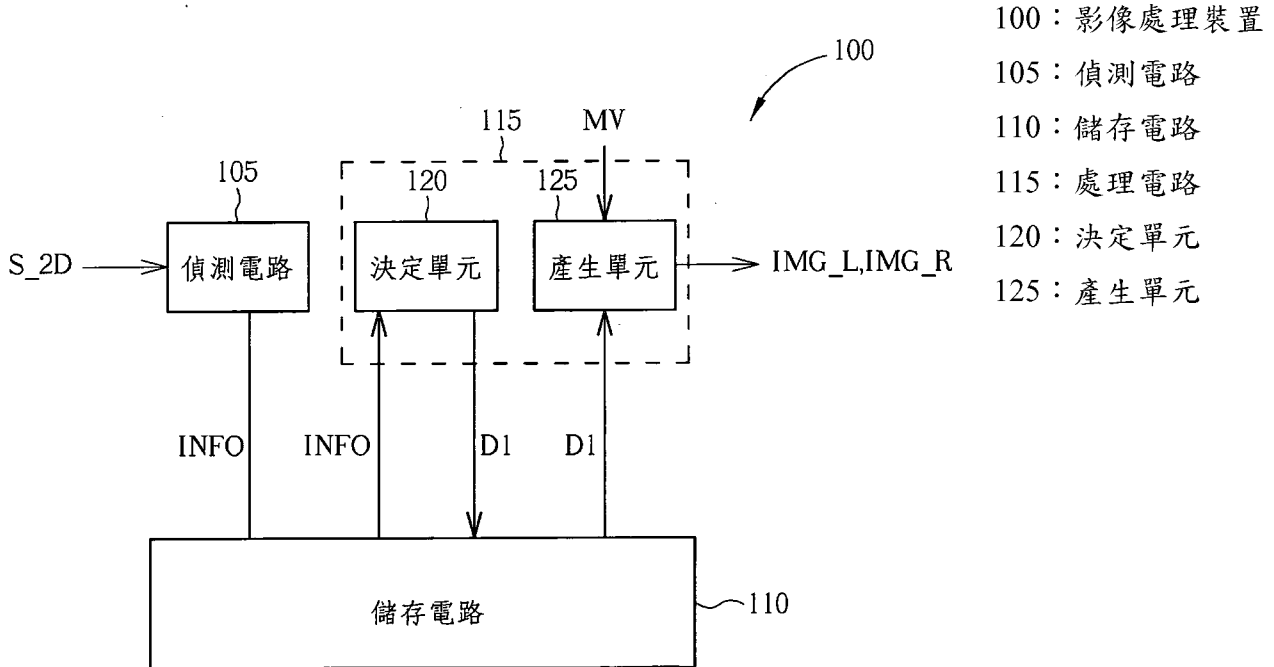 100：影像處理裝置
105：偵測電路
110：儲存電路
115：處理電路
120：決定單元
125：產生單元
100
115
MV
105
120
125
S_2D
偵測電路
決定單元
產生單元
IMG_L,IMG_R
INFO
INFO
D1
D1
儲存電路
110